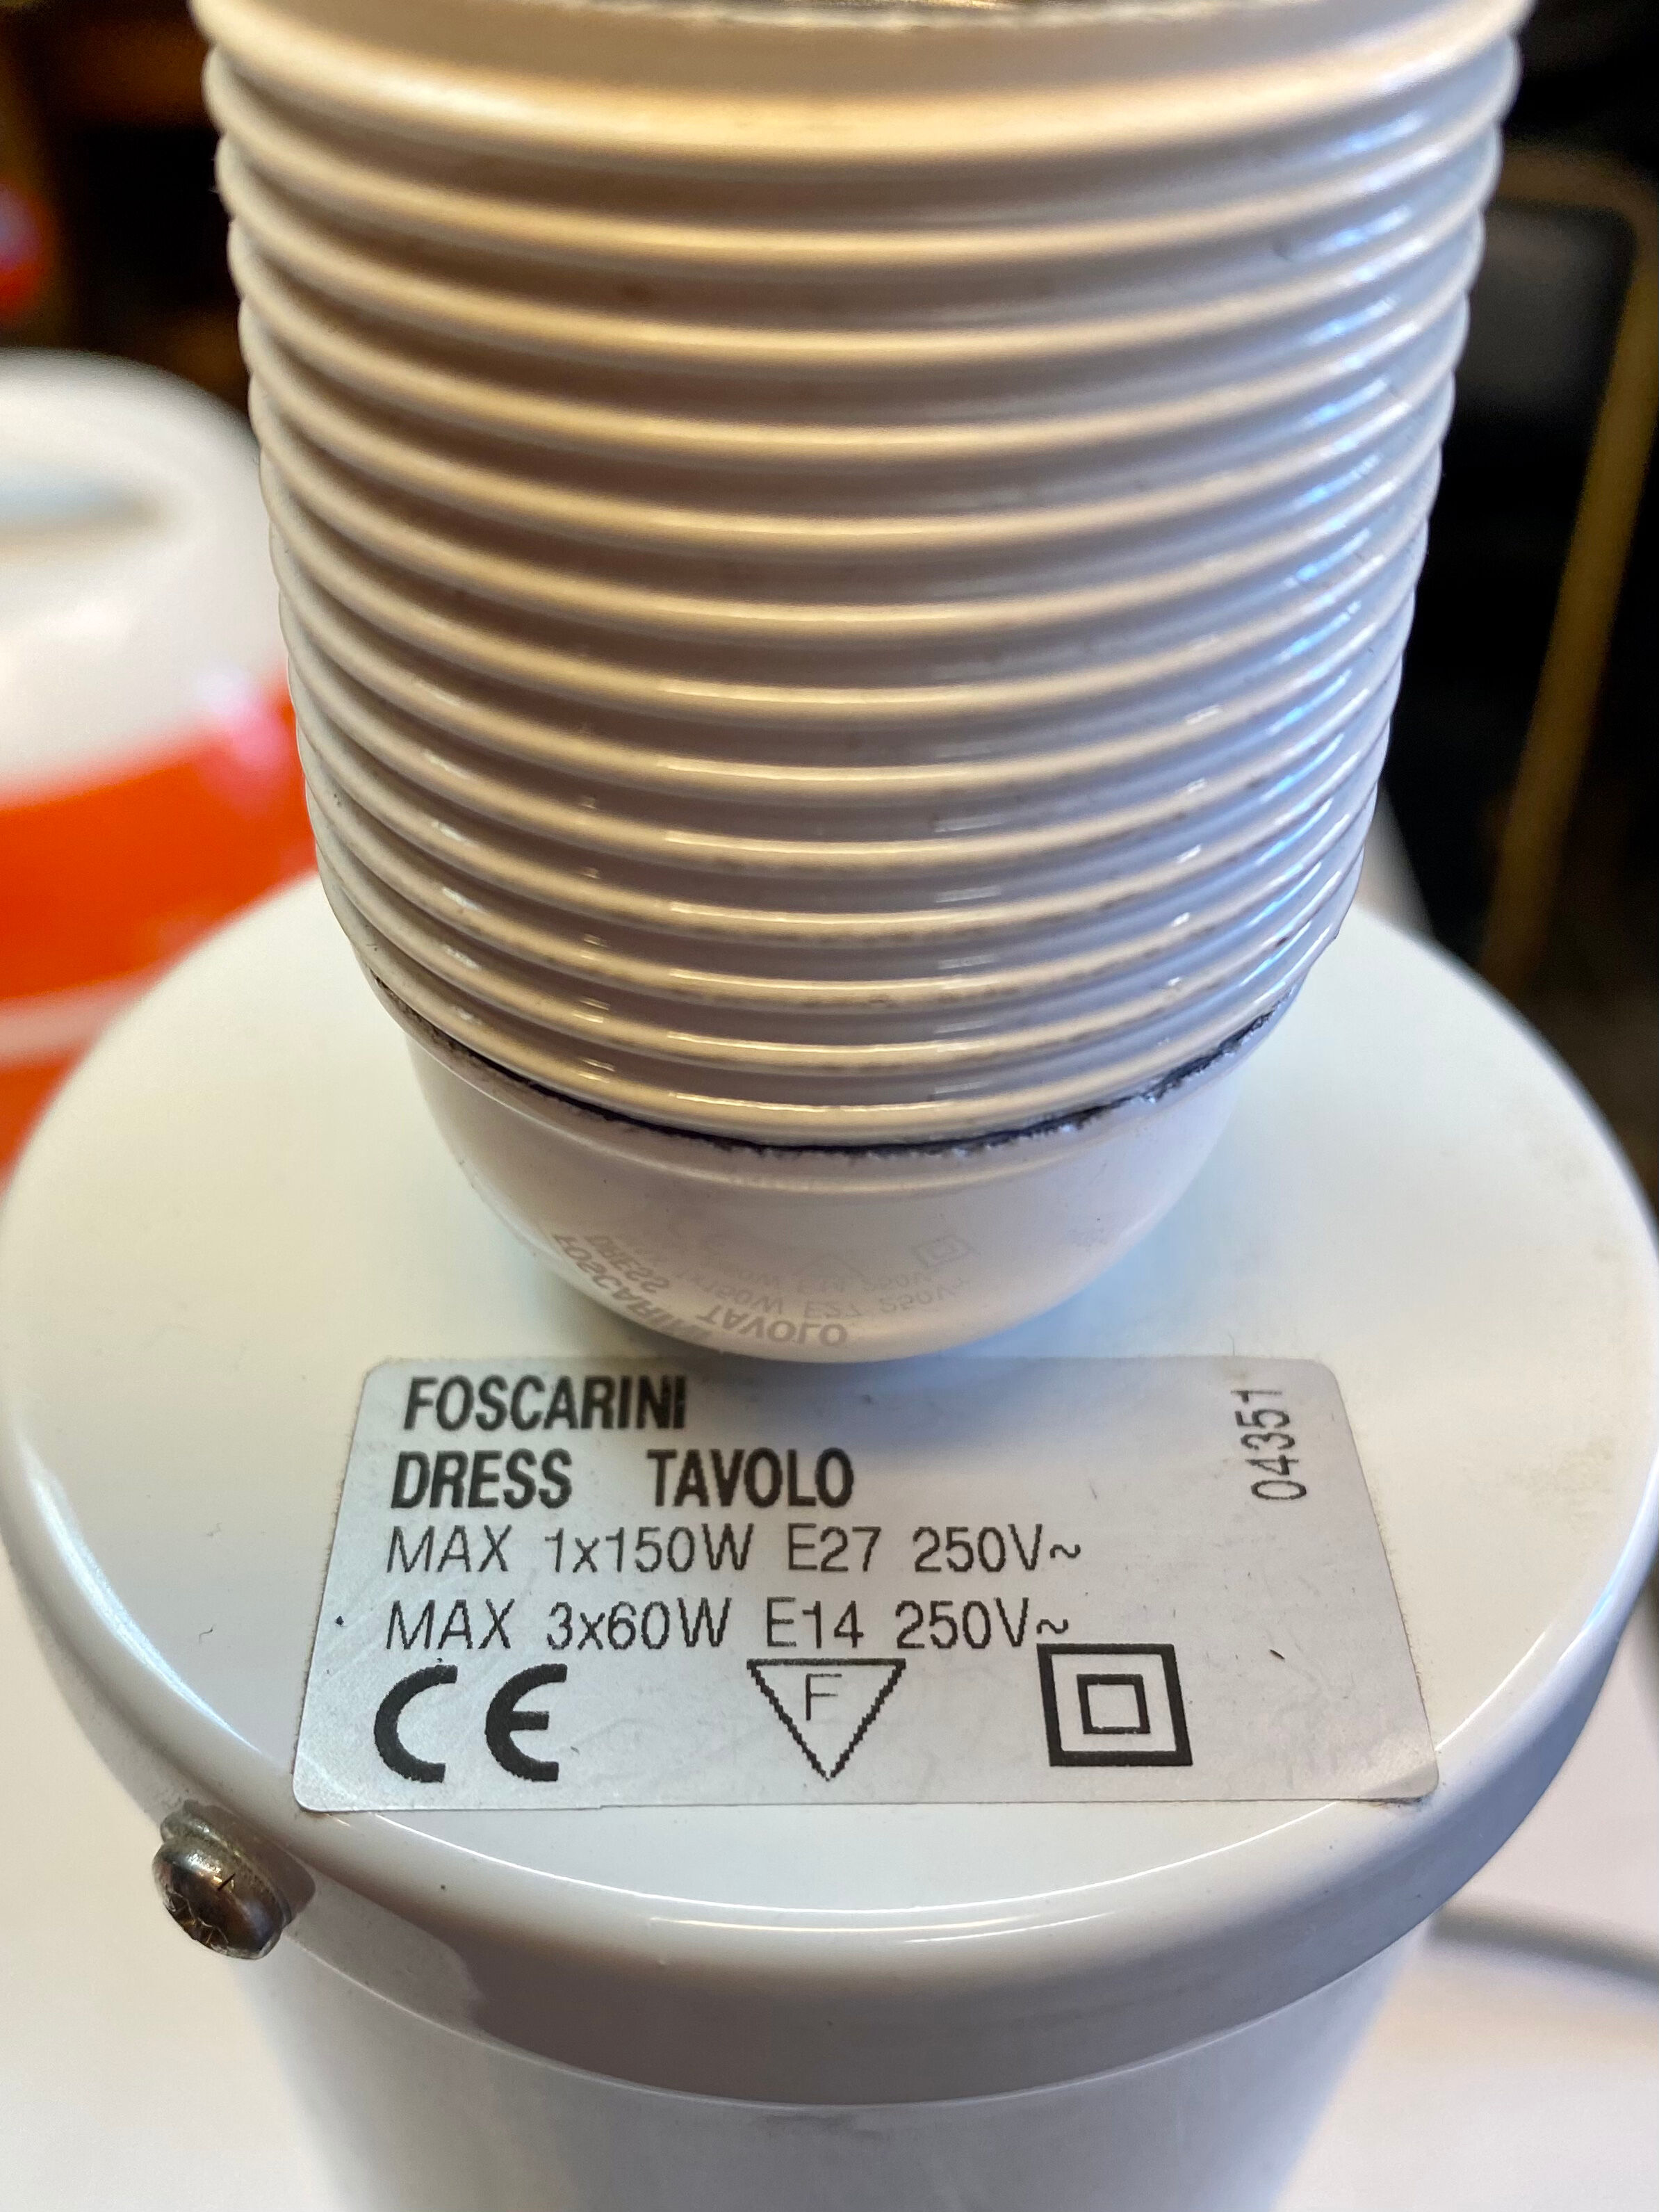 FOSCARINI
DRESS TAVOLO
MAX 1x150W E27 250V~
MAX 3x60W E14 250V~
CE F
04351